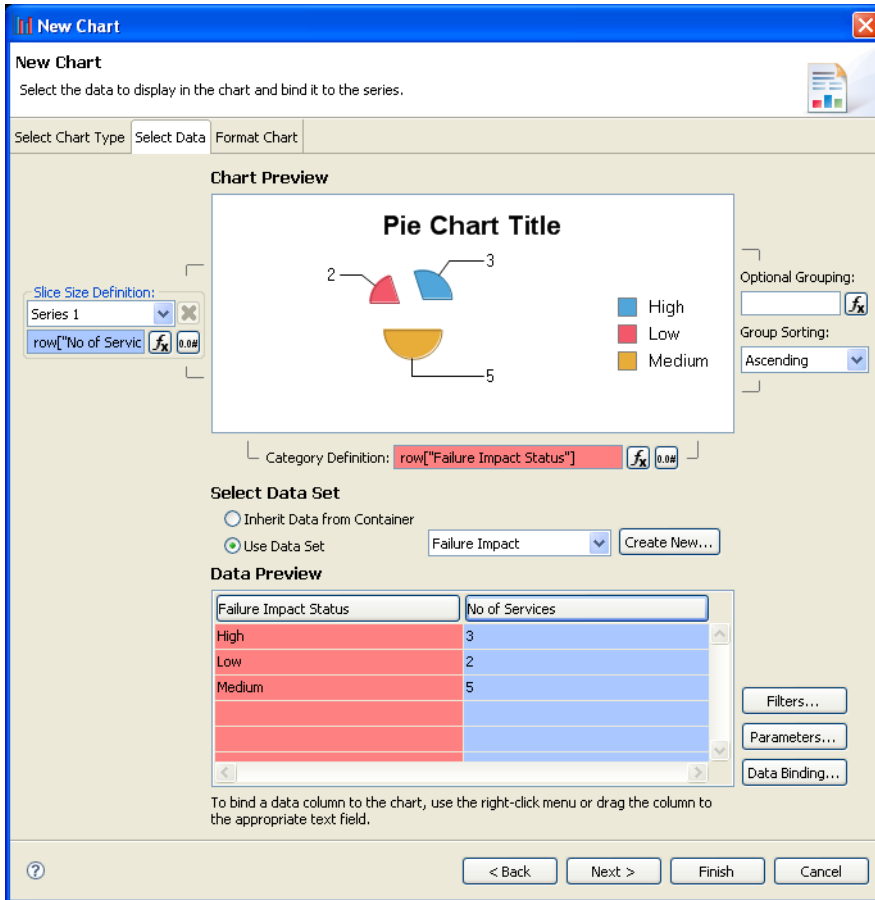 New Chart
New Chart
Select the data to display in the chart and bind it to the series.
Select Chart Type Select Data Format Chart
Chart Preview
Pie Chart Title
2
3
5
High
Low
Medium
Slice Size Definition:
Series 1
row["No of Servic
fx
0.0#
Optional Grouping:
fx
Group Sorting:
Ascending
Category Definition: row["Failure Impact Status"] fx 0.0#
Select Data Set
Inherit Data from Container
Use Data Set Failure Impact Create New...
Data Preview
Failure Impact Status No of Services
High 3
Low 2
Medium 5
Filters...
Parameters...
Data Binding...
To bind a data column to the chart, use the right-click menu or drag the column to
the appropriate text field.
? < Back Next > Finish Cancel